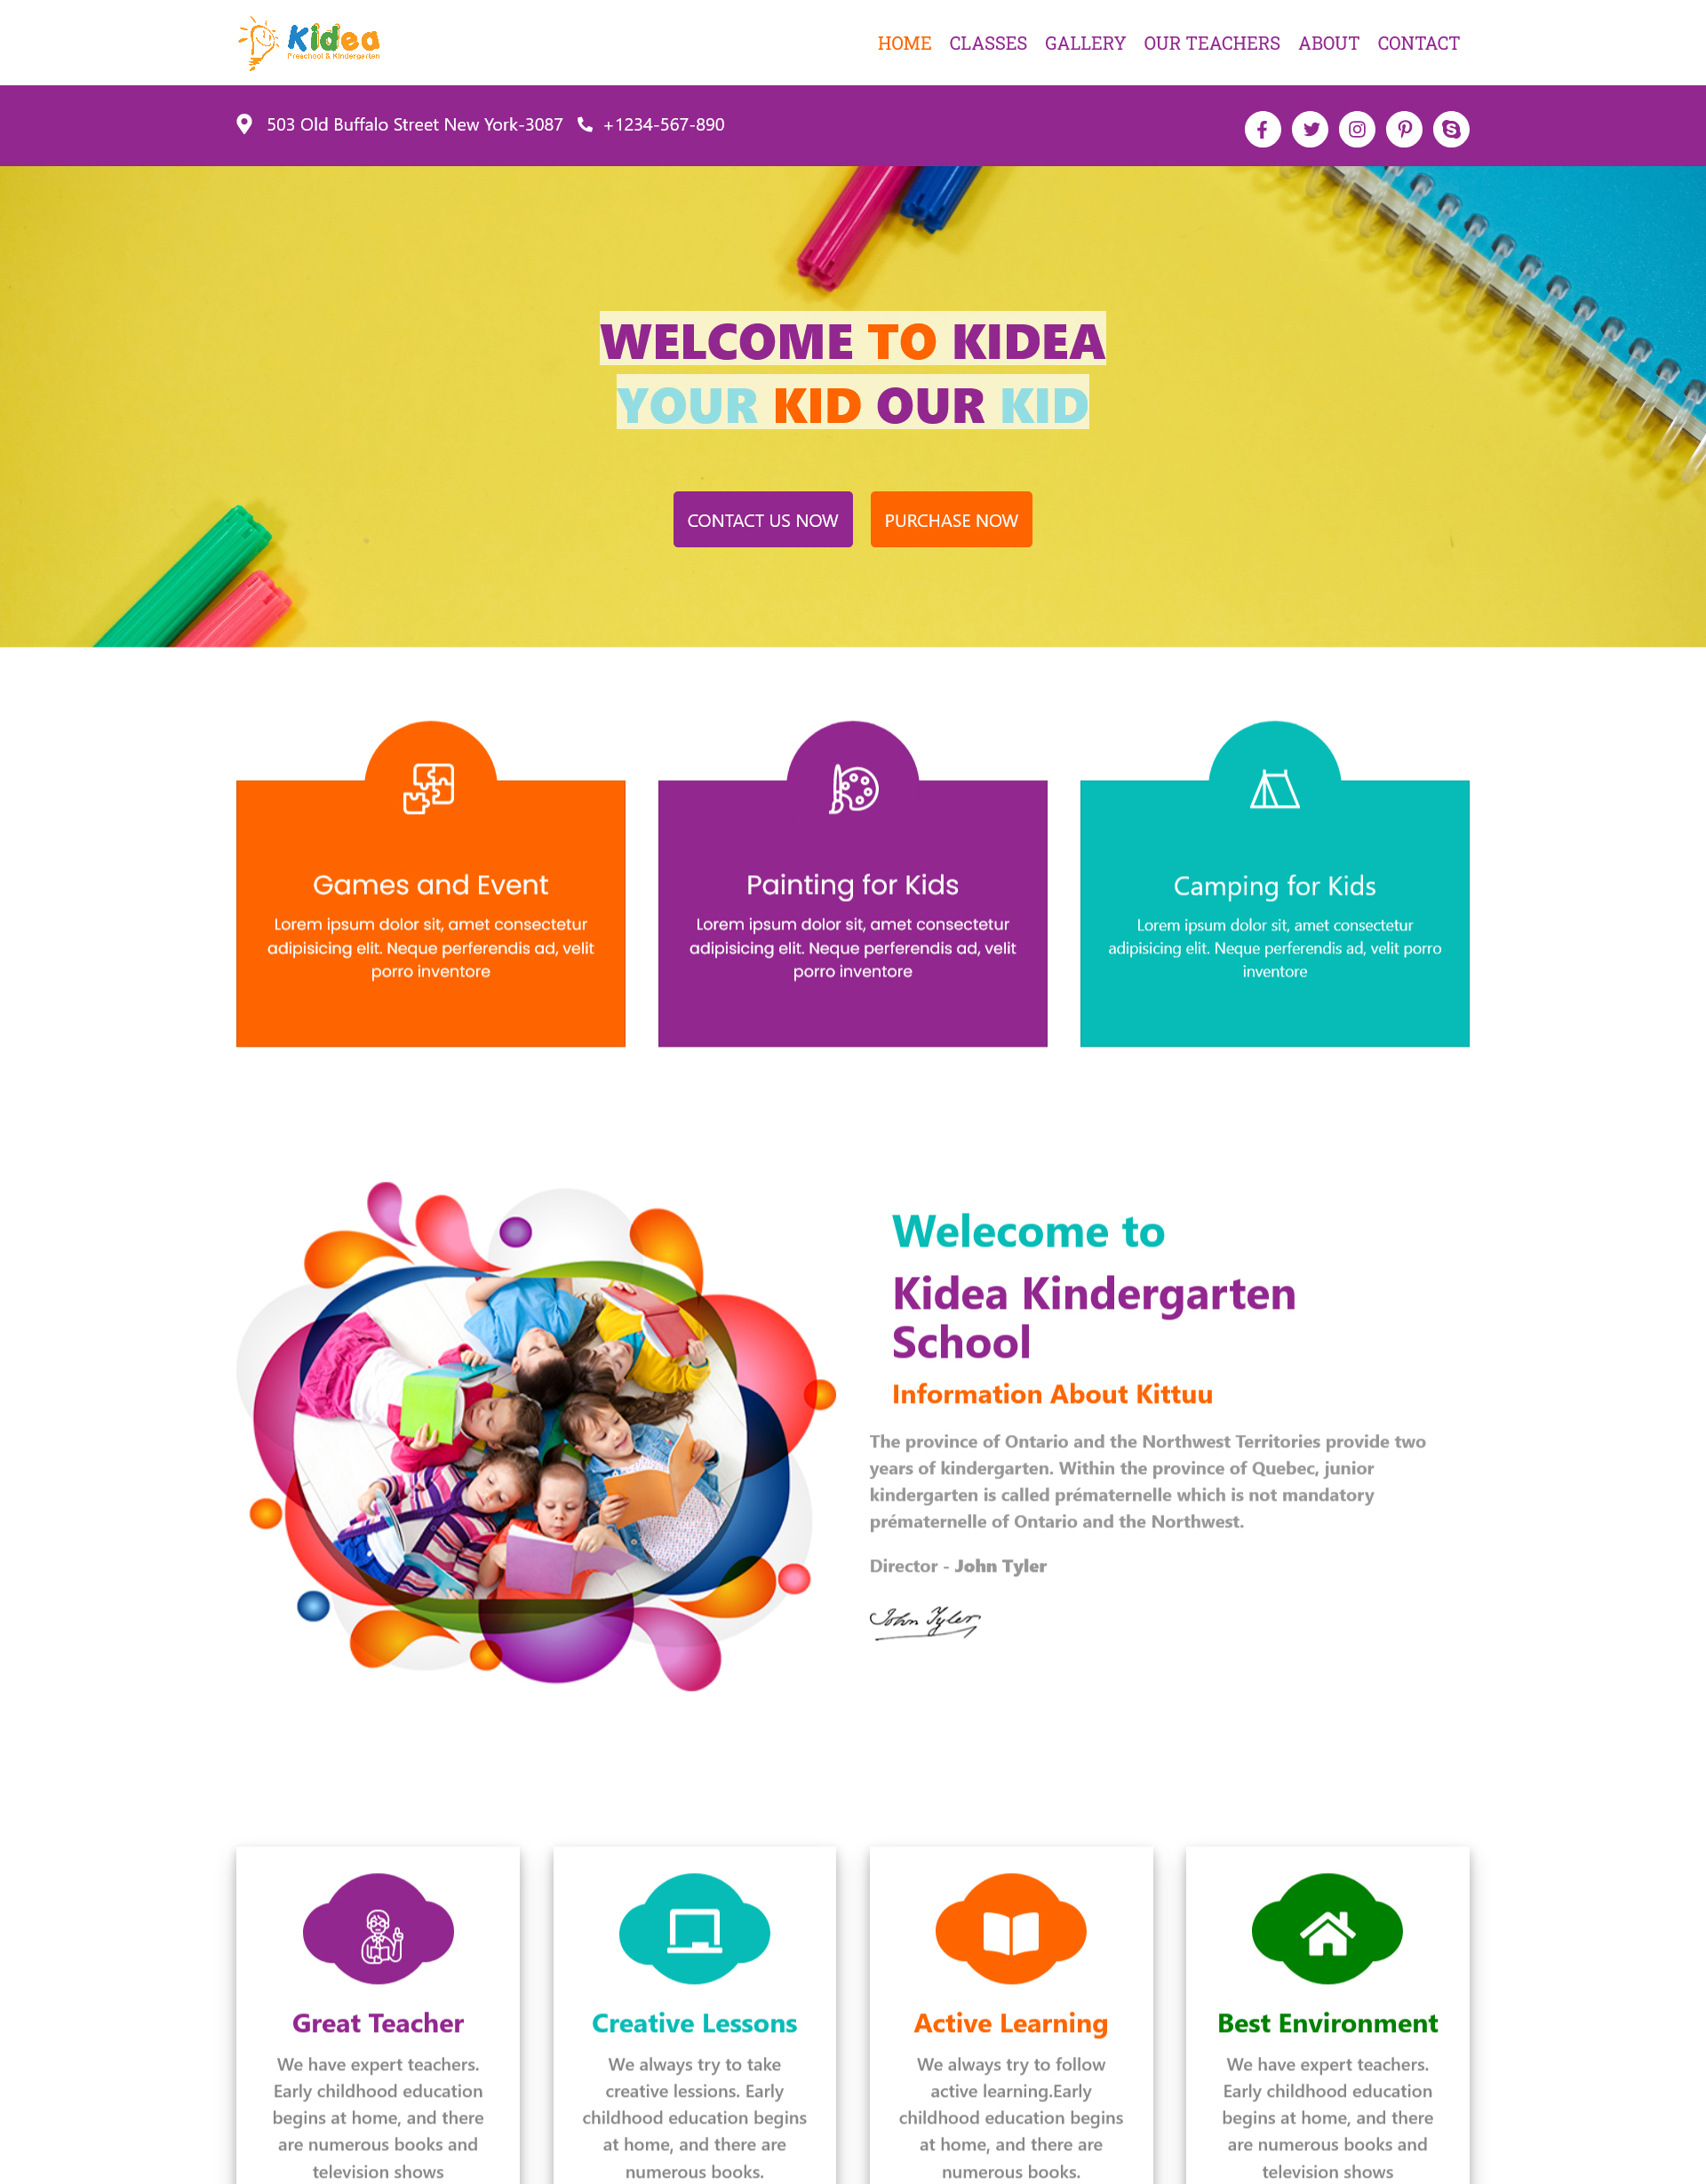 Kidea
Preschool & Kindergarten
HOME CLASSES GALLERY OUR TEACHERS ABOUT CONTACT
503 Old Buffalo Street New York-3087 +1234-567-890
WELCOME TO KIDEA
YOUR KID OUR KID
CONTACT US NOW PURCHASE NOW
Games and Event
Lorem ipsum dolor sit, amet consectetur
adipisicing elit. Neque perferendis ad, velit
porro inventore
Painting for Kids
Lorem ipsum dolor sit, amet consectetur
adipisicing elit. Neque perferendis ad, velit
porro inventore
Camping for Kids
Lorem ipsum dolor sit, amet consectetur
adipisicing elit. Neque perferendis ad, velit porro
inventore
Welecome to
Kidea Kindergarten
School
Information About Kittuu
The province of Ontario and the Northwest Territories provide two
years of kindergarten. Within the province of Quebec, junior
kindergarten is called prématernelle which is not mandatory
prématernelle of Ontario and the Northwest.
Director - John Tyler
John Tyler
Great Teacher
We have expert teachers.
Early childhood education
begins at home, and there
are numerous books and
television shows
Creative Lessons
We always try to take
creative lessions. Early
childhood education begins
at home, and there are
numerous books.
Active Learning
We always try to follow
active learning.Early
childhood education begins
at home, and there are
numerous books.
Best Environment
We have expert teachers.
Early childhood education
begins at home, and there
are numerous books and
television shows